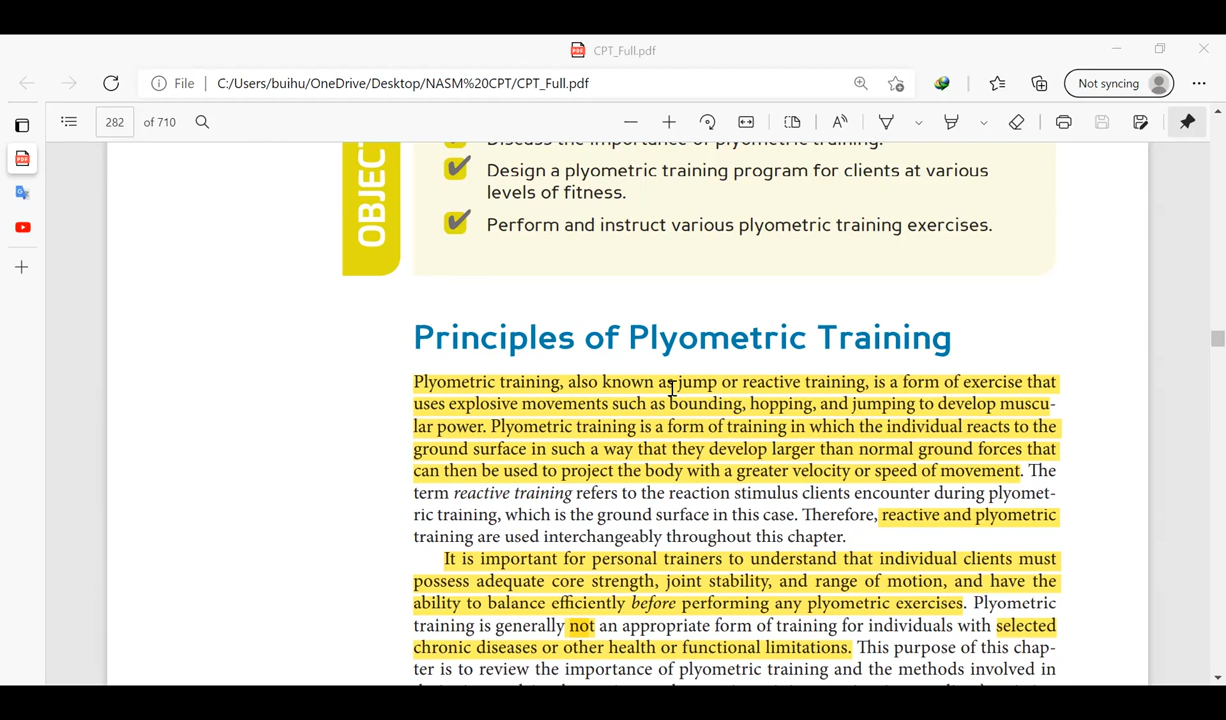 CPT_Full.pdf
File C:/Users/buihu/OneDrive/Desktop/NASM%20CPT/CPT_Full.pdf
Not syncing
282 of 710
Discuss the importance of plyometric training.
Design a plyometric training program for clients at various
levels of fitness.
Perform and instruct various plyometric training exercises.
OBJECT
Principles of Plyometric Training
Plyometric training, also known as jump or reactive training, is a form of exercise that
uses explosive movements such as bounding, hopping, and jumping to develop muscu-
lar power. Plyometric training is a form of training in which the individual reacts to the
ground surface in such a way that they develop larger than normal ground forces that
can then be used to project the body with a greater velocity or speed of movement. The
term reactive training refers to the reaction stimulus clients encounter during plyomet-
ric training, which is the ground surface in this case. Therefore, reactive and plyometric
training are used interchangeably throughout this chapter.
It is important for personal trainers to understand that individual clients must
possess adequate core strength, joint stability, and range of motion, and have the
ability to balance efficiently before performing any plyometric exercises. Plyometric
training is generally not an appropriate form of training for individuals with selected
chronic diseases or other health or functional limitations. This purpose of this chap-
ter is to review the importance of plyometric training and the methods involved in